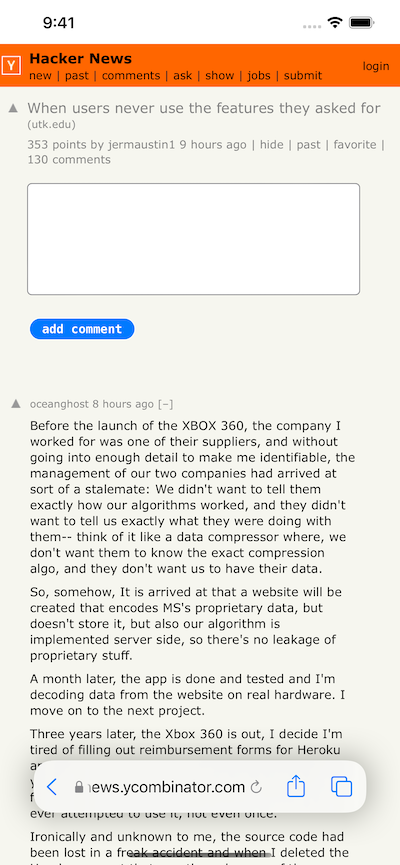 9:41
Y
Hacker News
new | past | comments | ask | show | jobs | submit
login
When users never use the features they asked for
(utk.edu)
353 points by jermaustin1 9 hours ago | hide | past | favorite |
130 comments
add comment
oceanghost 8 hours ago [–]
Before the launch of the XBOX 360, the company I
worked for was one of their suppliers, and without
going into enough detail to make me identifiable, the
management of our two companies had arrived at
sort of a stalemate: We didn't want to tell them
exactly how our algorithms worked, and they didn't
want to tell us exactly what they were doing with
them-- think of it like a data compressor where, we
don't want them to know the exact compression
algo, and they don't want us to have their data.
So, somehow, It is arrived at that a website will be
created that encodes MS's proprietary data, but
doesn't store it, but also our algorithm is
implemented server side, so there's no leakage of
proprietary stuff.
A month later, the app is done and tested and I'm
decoding data from the website on real hardware. I
move on to the next project.
Three years later, the Xbox 360 is out, I decide I'm
tired of filling out reimbursement forms for Heroku
ews.ycombinator.com
ever attempted to use it, not even once.
Ironically and unknown to me, the source code had
been lost in a freak accident and when I deleted the